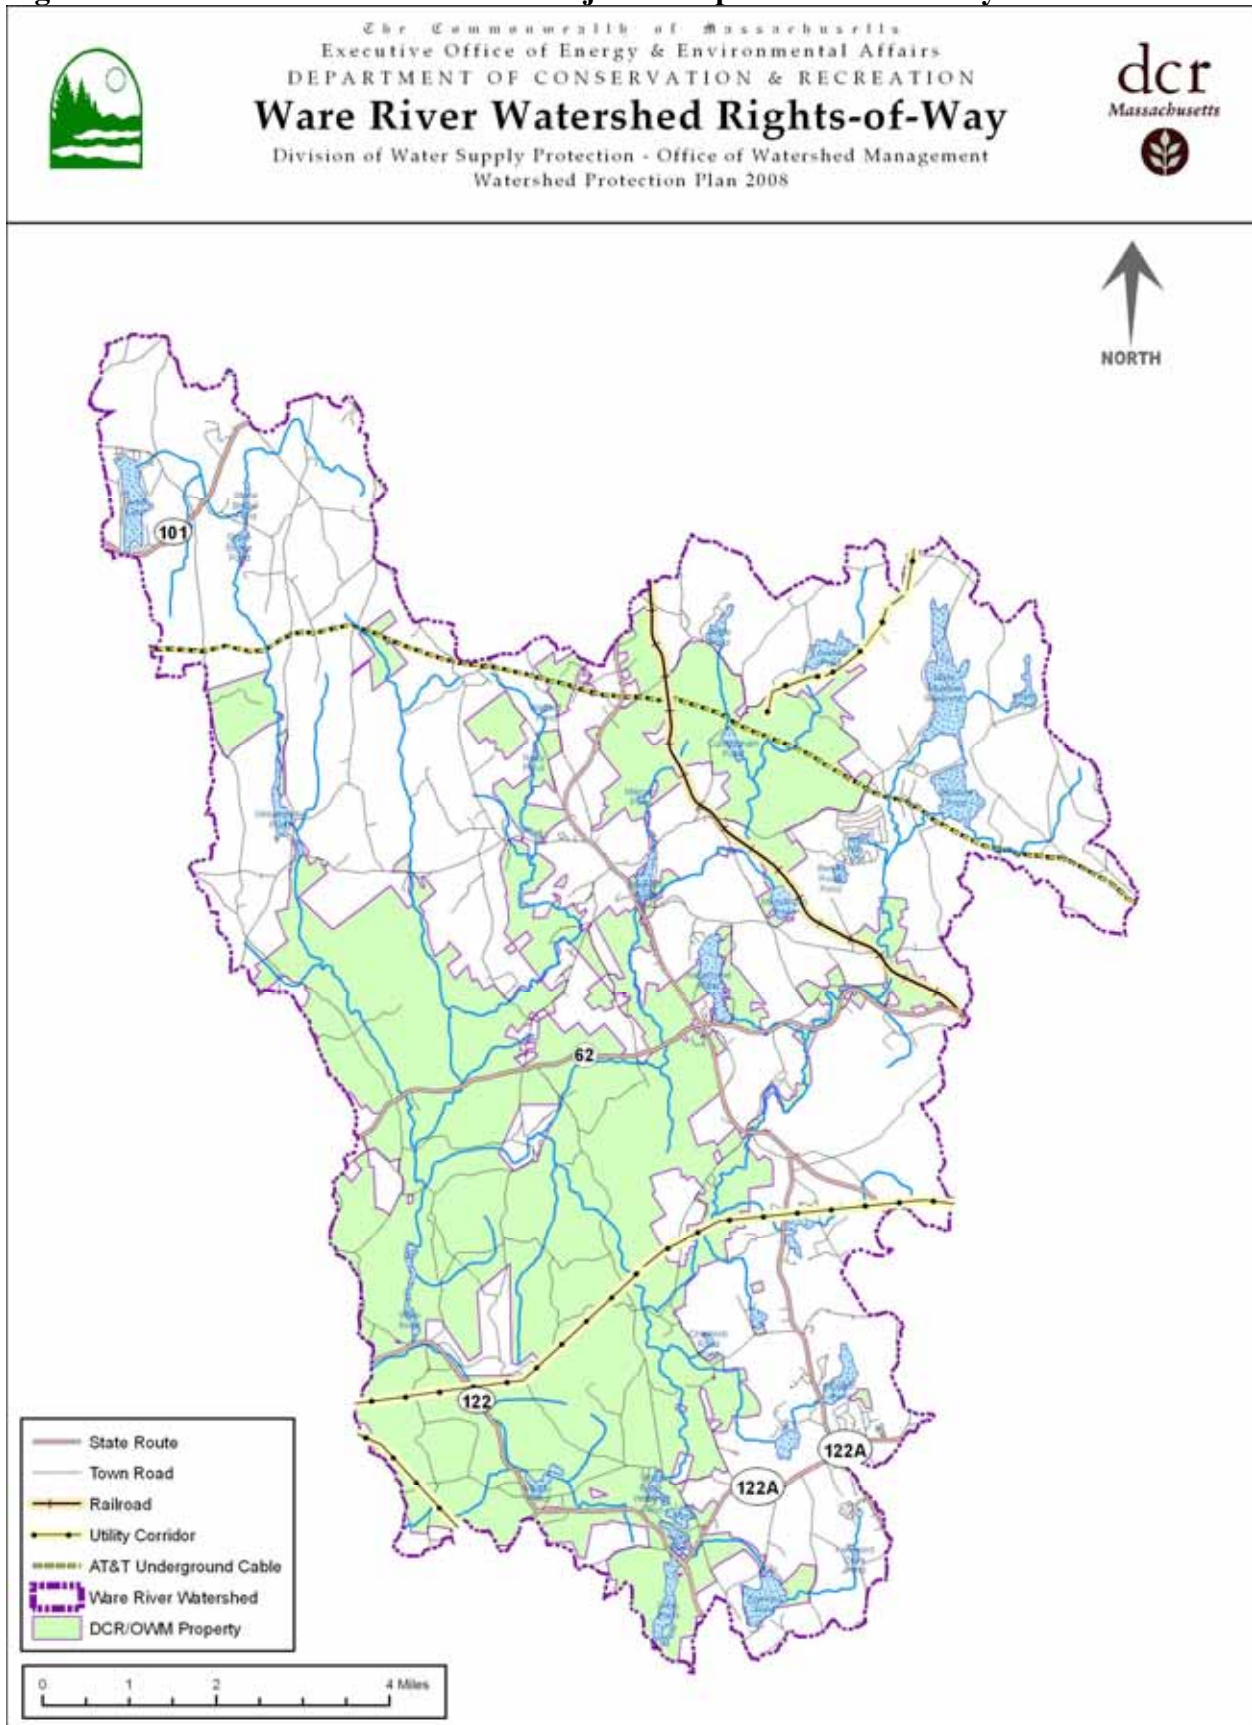 The Commonwealth of Massachusetts
Executive Office of Energy & Environmental Affairs
DEPARTMENT OF CONSERVATION & RECREATION
Ware River Watershed Rights-of-Way
Division of Water Supply Protection - Office of Watershed Management
Watershed Protection Plan 2008
dcr
Massachusetts
NORTH
101
62
122
122A
122A
State Route
Town Road
Railroad
Utility Corridor
AT&T Underground Cable
Ware River Watershed
DCR/OWM Property
0 1 2 4 Miles